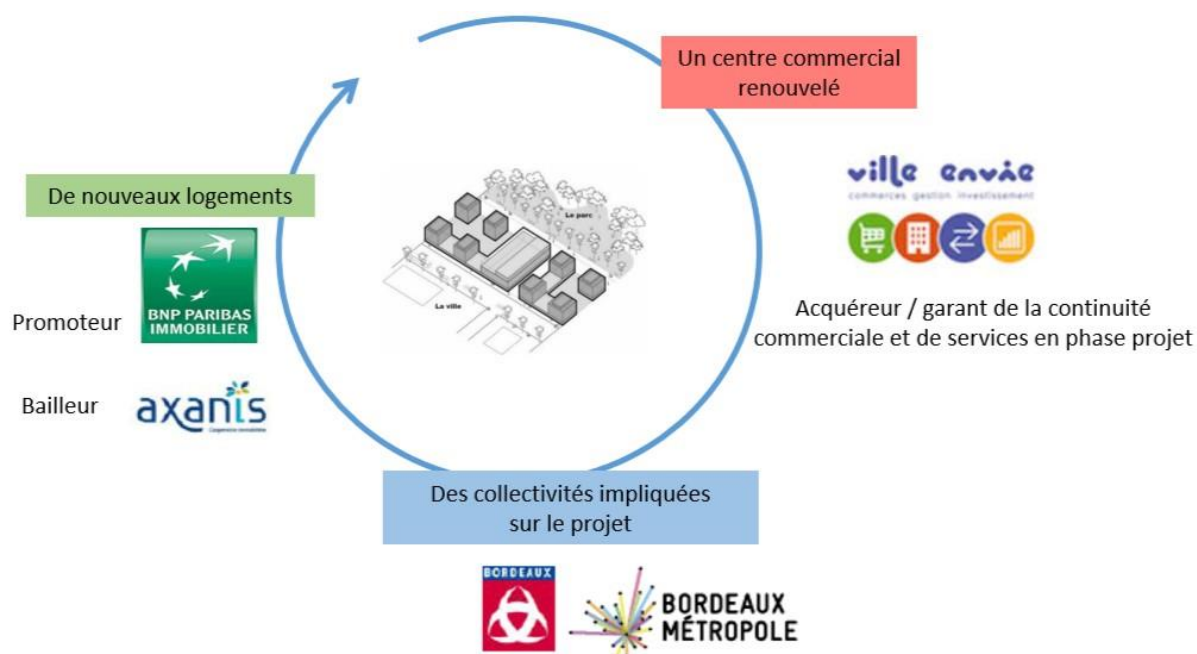 Un centre commercial
renouvelé
ville envie
commerces gestion investissement
Acquéreur / garant de la continuité
commerciale et de services en phase projet
Le parc
La ville
De nouveaux logements
Promoteur
BNP PARIBAS
IMMOBILIER
Bailleur
axanis
Coopérative immobilière
Des collectivités impliquées
sur le projet
BORDEAUX
BORDEAUX
MÉTROPOLE